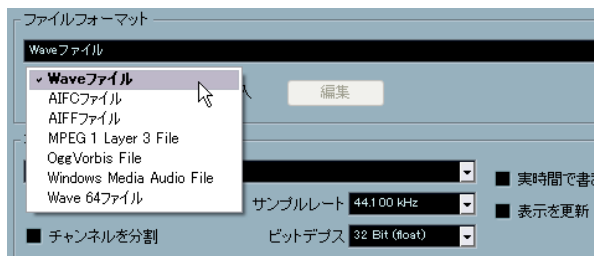 ファイルフォーマット
Waveファイル
✓ Waveファイル
AIFCファイル
AIFFファイル
MPEG 1 Layer 3 File
OggVorbis File
Windows Media Audio File
Wave 64ファイル
入 編集
実時間で書き
サンプルレート 44.100 kHz
表示を更新
チャンネルを分割 ビットデプス 32 Bit (float)